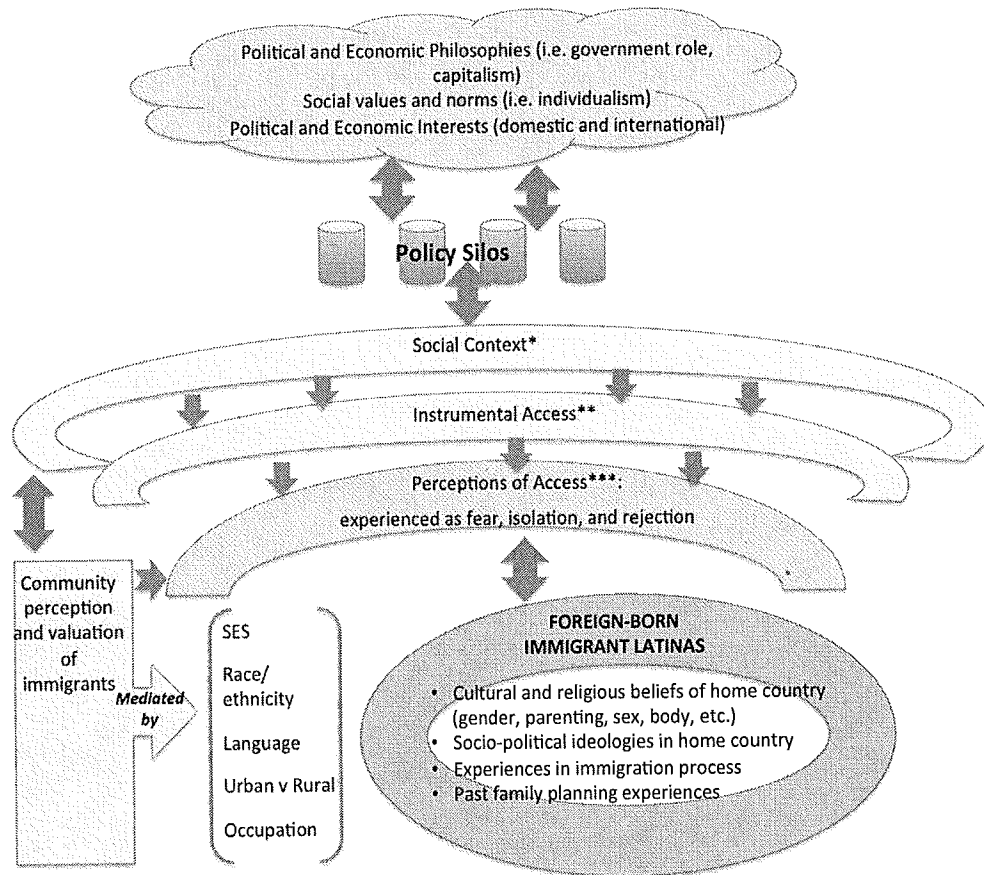 Political and Economic Philosophies (i.e. government role,
capitalism)
Social values and norms (i.e. individualism)
Political and Economic Interests (domestic and international)
Policy Silos
Social Context*
Instrumental Access**
Perceptions of Access***:
experienced as fear, isolation, and rejection
Community
perception
and valuation
of
immigrants
Mediated
by
SES
Race/
ethnicity
Language
Urban v Rural
Occupation
FOREIGN-BORN
IMMIGRANT LATINAS
• Cultural and religious beliefs of home country
(gender, parenting, sex, body, etc.)
• Socio-political ideologies in home country
• Experiences in immigration process
• Past family planning experiences